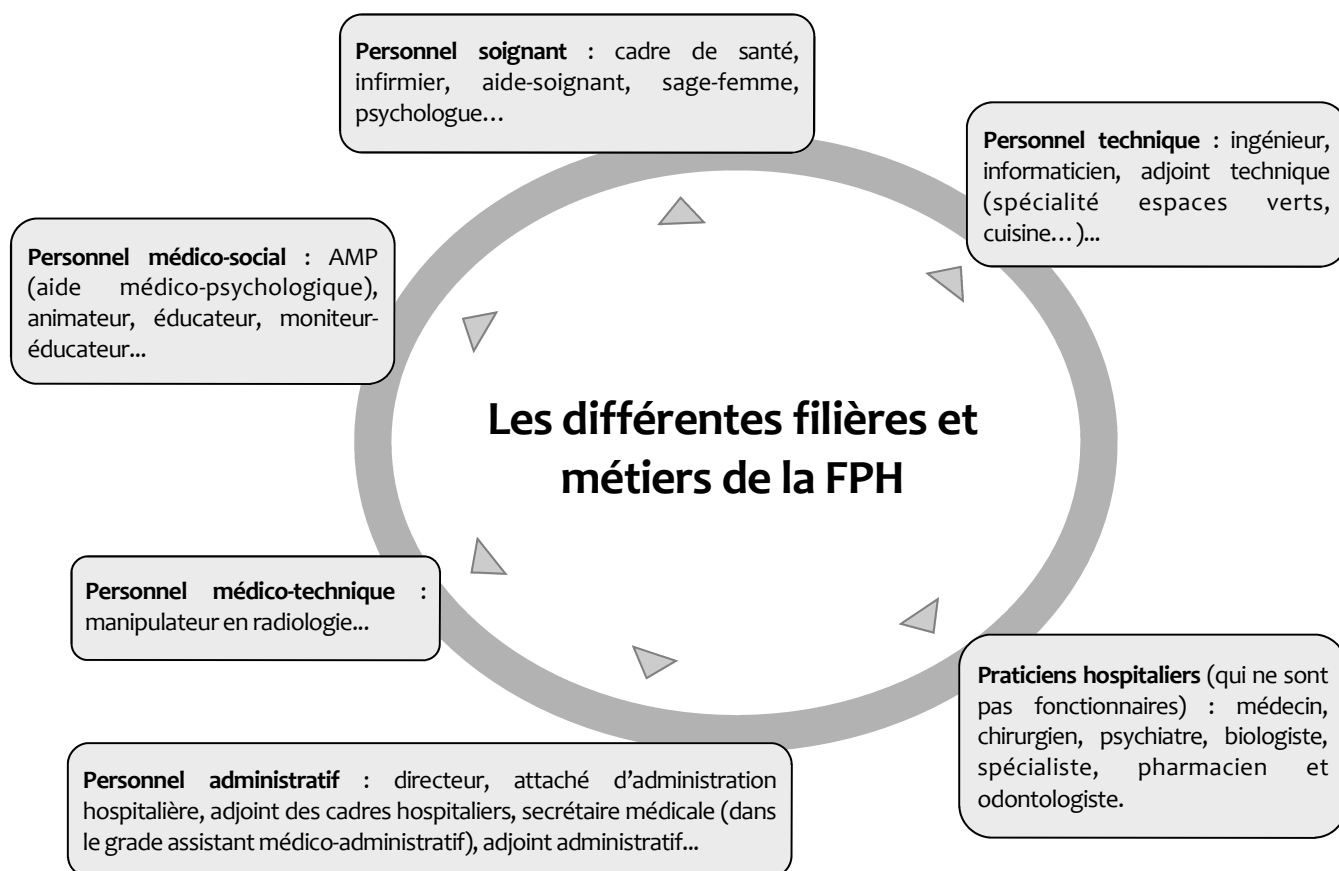 Personnel soignant : cadre de santé,
infirmier, aide-soignant, sage-femme,
psychologue…
Personnel technique : ingénieur,
informaticien, adjoint technique
(spécialité espaces verts,
cuisine…)...
Personnel médico-social : AMP
(aide médico-psychologique),
animateur, éducateur, moniteur-
éducateur...
Les différentes filières et
métiers de la FPH
Personnel médico-technique :
manipulateur en radiologie...
Praticiens hospitaliers (qui ne sont
pas fonctionnaires) : médecin,
chirurgien, psychiatre, biologiste,
spécialiste, pharmacien et
odontologiste.
Personnel administratif : directeur, attaché d’administration
hospitalière, adjoint des cadres hospitaliers, secrétaire médicale (dans
le grade assistant médico-administratif), adjoint administratif...